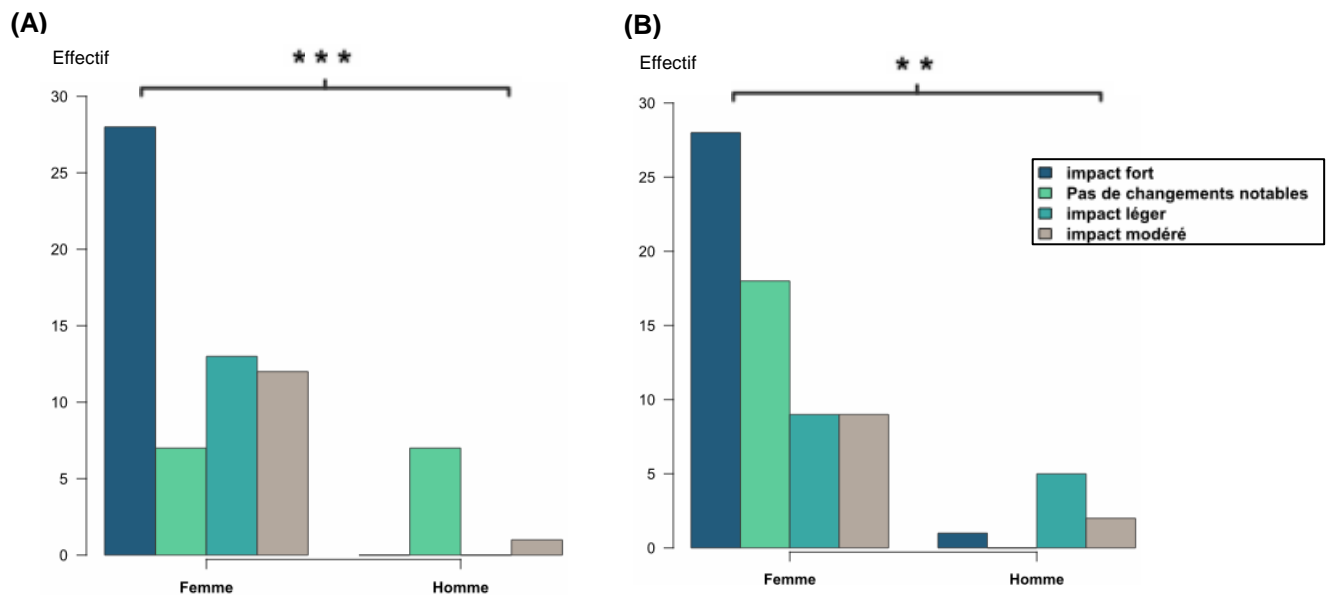 (A)
Effectif
* * *
30
25
20
15
10
5
0
Femme
Homme
(B)
Effectif
* *
30
25
20
15
10
5
0
Femme
Homme
impact fort
Pas de changements notables
impact léger
impact modéré